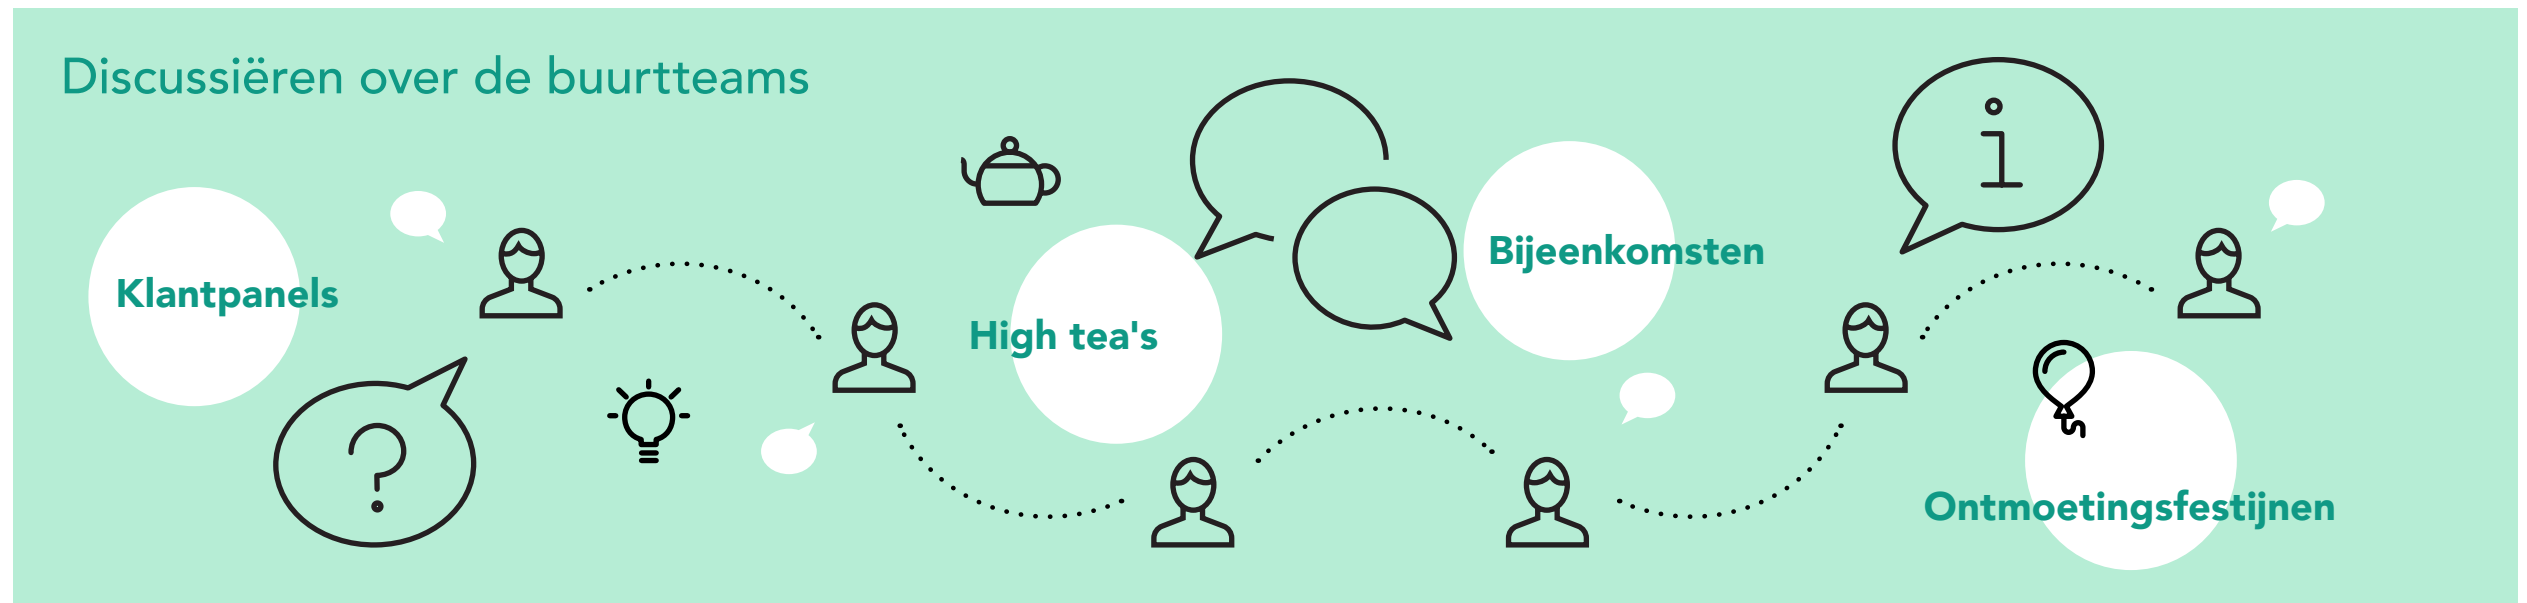 Discussiëren over de buurtteams
Klantpanels
High tea's
Bijeenkomsten
Ontmoetingsfestijnen
?
i